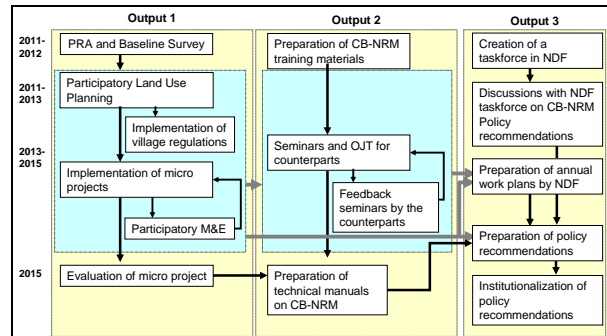 Output 1
Output 2
Output 3
2011-
2012
PRA and Baseline Survey
Preparation of CB-NRM
training materials
Creation of a
taskforce in NDF
2011-
2013
Participatory Land Use
Planning
Discussions with NDF
taskforce on CB-NRM
Policy
recommendations
Implementation of
village regulations
2013-
2015
Seminars and OJT for
counterparts
Implementation of micro
projects
Preparation of annual
work plans by NDF
Feedback
seminars by the
counterparts
Participatory M&E
Preparation of policy
recommendations
2015
Evaluation of micro project
Preparation of
technical manuals
on CB-NRM
Institutionalization of
policy
recommendations